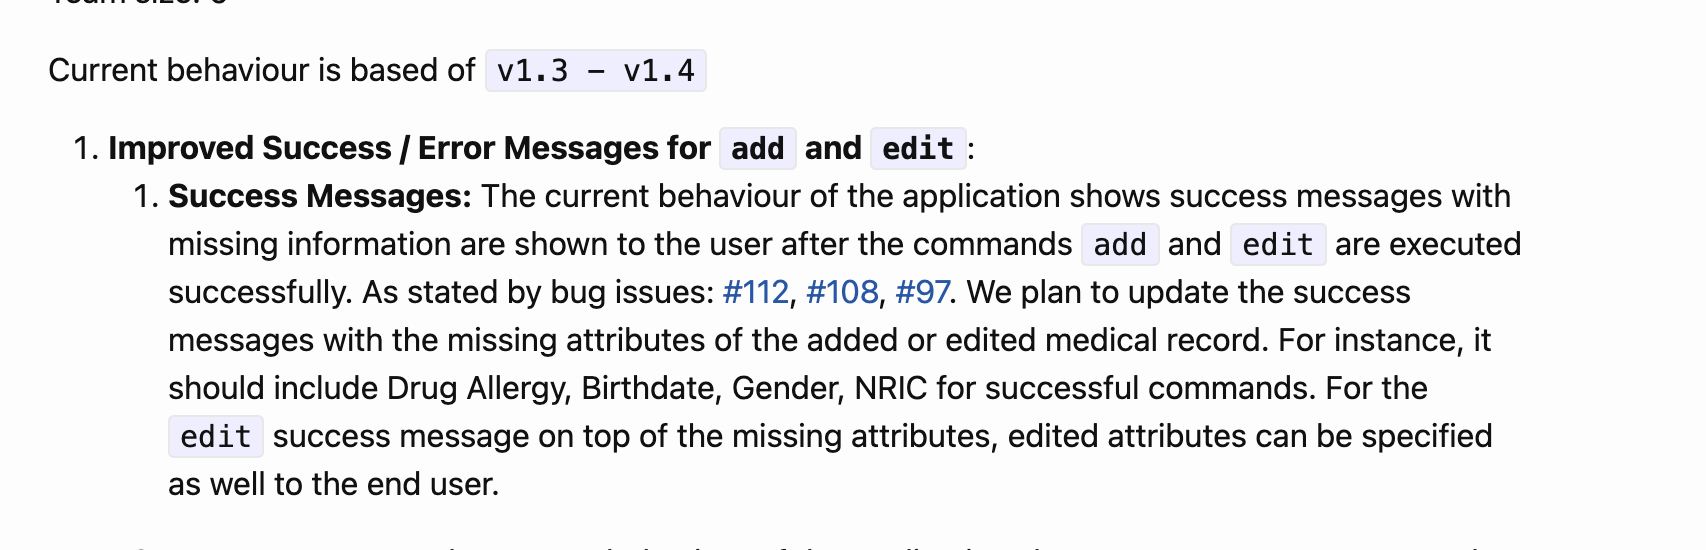 Current behaviour is based of v1.3 – v1.4
1. Improved Success / Error Messages for add and edit:
1. Success Messages: The current behaviour of the application shows success messages with
missing information are shown to the user after the commands add and edit are executed
successfully. As stated by bug issues: #112, #108, #97. We plan to update the success
messages with the missing attributes of the added or edited medical record. For instance, it
should include Drug Allergy, Birthdate, Gender, NRIC for successful commands. For the
edit success message on top of the missing attributes, edited attributes can be specified
as well to the end user.